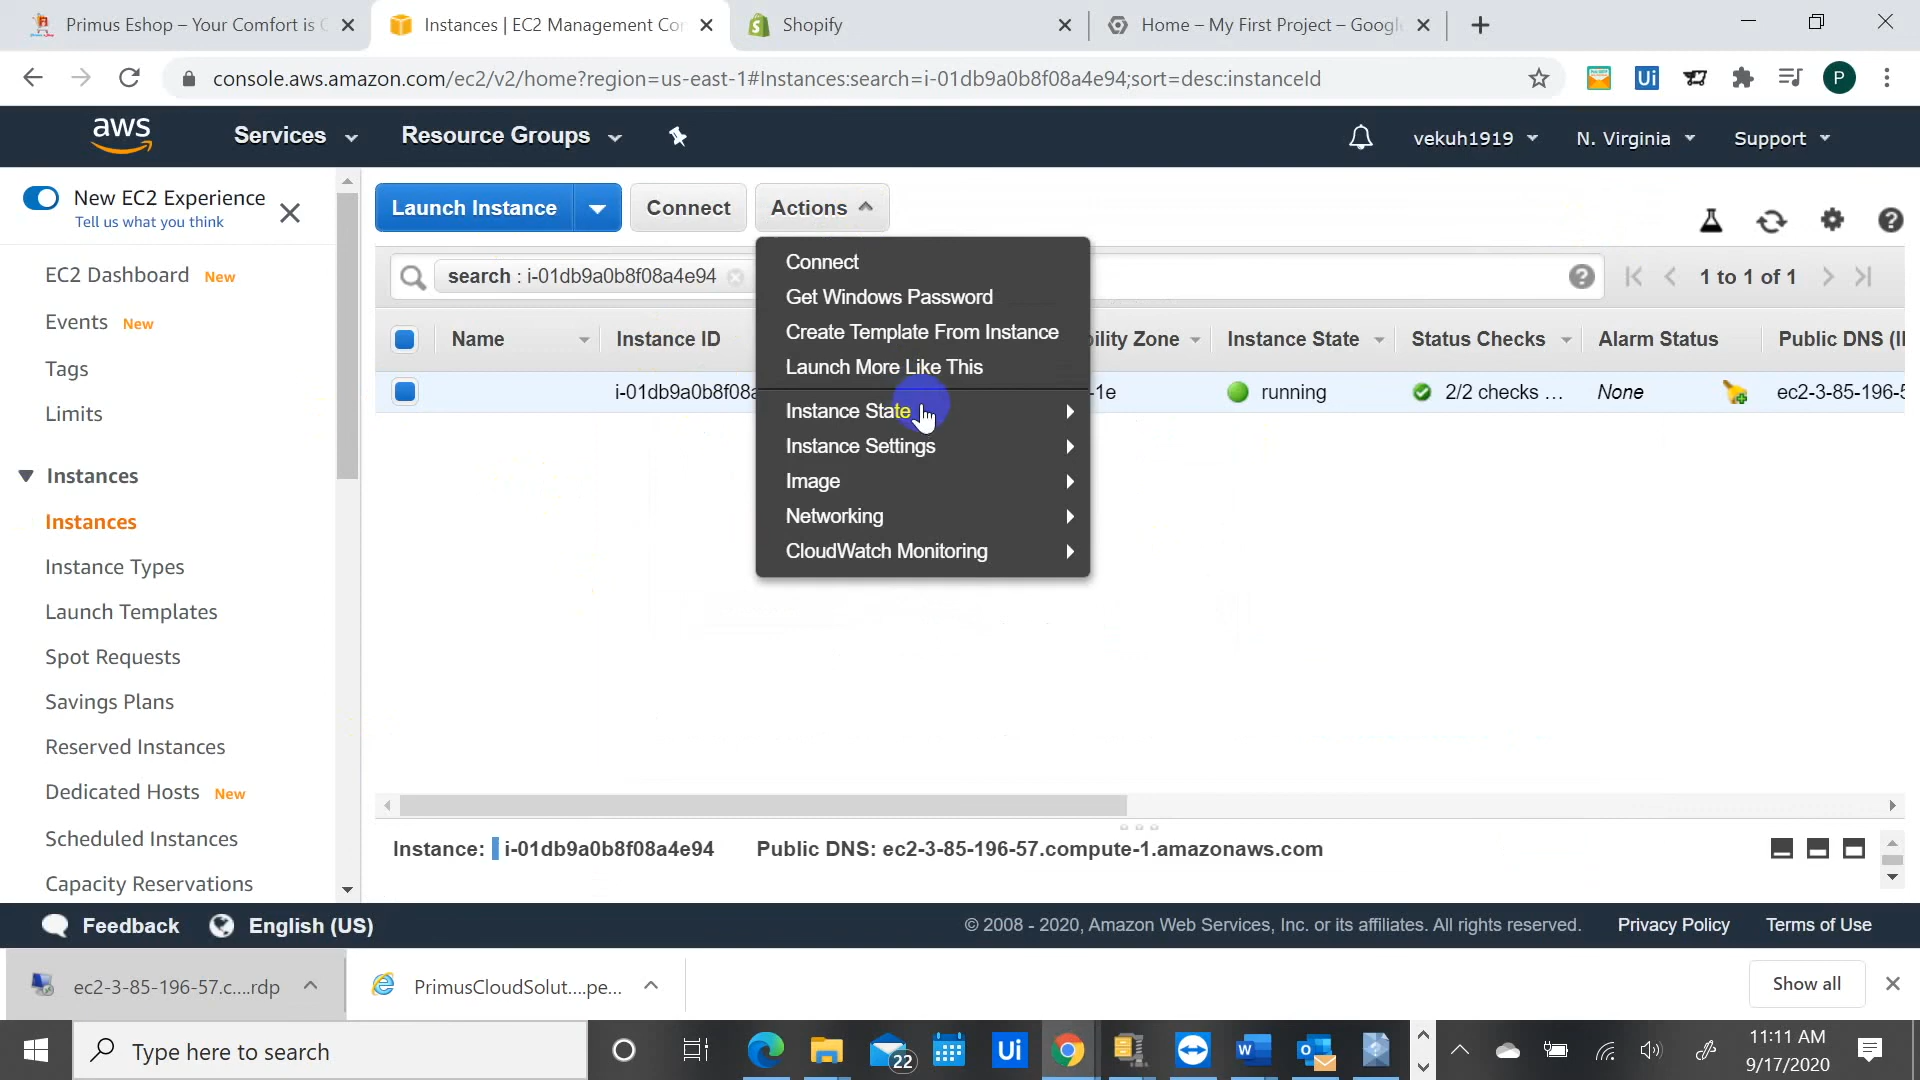 Primus Eshop – Your Comfort is
Instances | EC2 Management Con
Shopify
Home – My First Project – Google
console.aws.amazon.com/ec2/v2/home?region=us-east-1#Instances:search=i-01db9a0b8f08a4e94;sort=desc:instanceId
Ui
P
aws
Services
Resource Groups
vekuh1919
N. Virginia
Support
New EC2 Experience
Tell us what you think
Launch Instance
Connect
Actions
EC2 Dashboard New
Events New
Tags
Limits
Instances
Instances
Instance Types
Launch Templates
Spot Requests
Savings Plans
Reserved Instances
Dedicated Hosts New
Scheduled Instances
Capacity Reservations
search : i-01db9a0b8f08a4e94
1 to 1 of 1
Name
Instance ID
ility Zone
Instance State
Status Checks
Alarm Status
Public DNS (I
i-01db9a0b8f08a
-1e
running
2/2 checks ...
None
ec2-3-85-196-5
Connect
Get Windows Password
Create Template From Instance
Launch More Like This
Instance State
Instance Settings
Image
Networking
CloudWatch Monitoring
Instance: i-01db9a0b8f08a4e94
Public DNS: ec2-3-85-196-57.compute-1.amazonaws.com
Feedback
English (US)
© 2008 - 2020, Amazon Web Services, Inc. or its affiliates. All rights reserved.
Privacy Policy
Terms of Use
ec2-3-85-196-57.c....rdp
PrimusCloudSolut....pe...
Show all
Type here to search
22
Ui
11:11 AM
9/17/2020